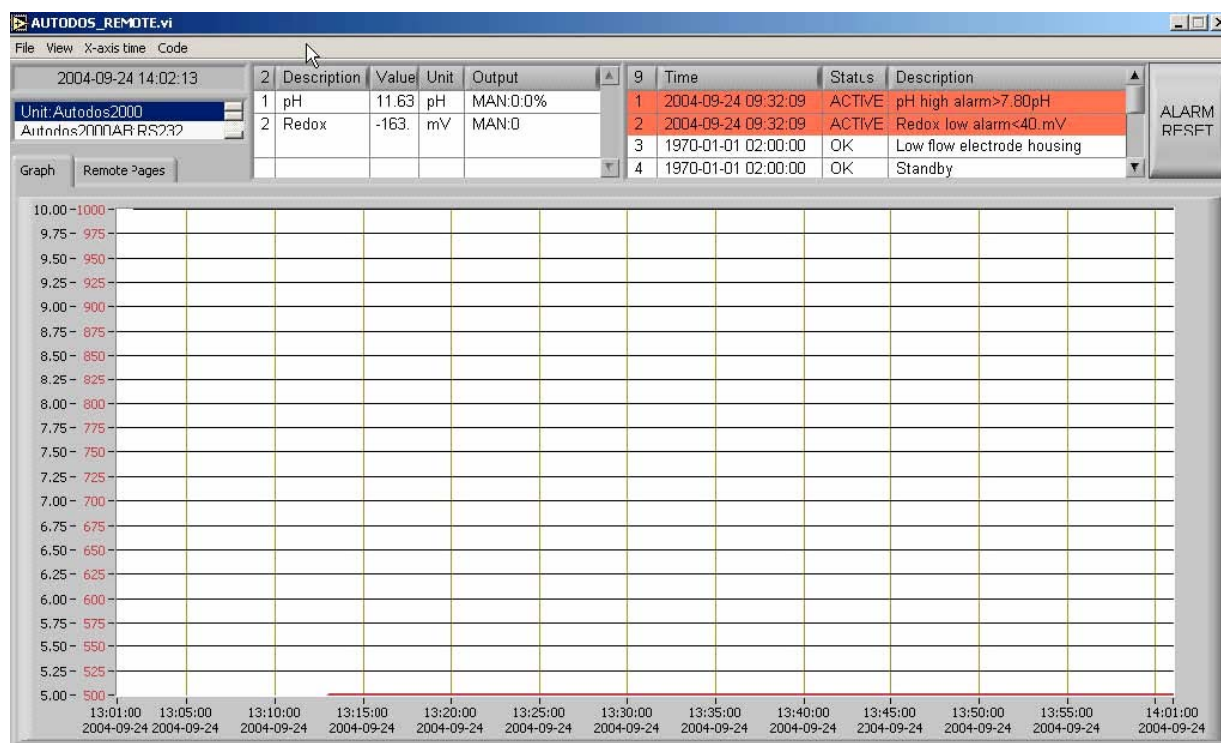 AUTODOS_REMOTE.vi
File View X-axis time Code
2004-09-24 14:02:13
Unit:Autodos2000
Autodos2000AB:RS232
2 Description Value Unit Output
1 pH 11.63 pH MAN:0:0%
2 Redox -163. mV MAN:0
9 Time Status Description
1 2004-09-24 09:32:09 ACTIVE pH high alarm>7.80pH
2 2004-09-24 09:32:09 ACTIVE Redox low alarm<40.mV
3 1970-01-01 02:00:00 OK Low flow electrode housing
4 1970-01-01 02:00:00 OK Standby
ALARM
RESET
Graph Remote Pages
10.00 1000
9.75 975
9.50 950
9.25 925
9.00 900
8.75 875
8.50 850
8.25 825
8.00 800
7.75 775
7.50 750
7.25 725
7.00 700
6.75 675
6.50 650
6.25 625
6.00 600
5.75 575
5.50 550
5.25 525
5.00 500
13:01:00 13:05:00 13:10:00 13:15:00 13:20:00 13:25:00 13:30:00 13:35:00 13:40:00 13:45:00 13:50:00 13:55:00 14:01:00
2004-09-24 2004-09-24 2004-09-24 2004-09-24 2004-09-24 2004-09-24 2004-09-24 2004-09-24 2004-09-24 2004-09-24 2004-09-24 2004-09-24 2004-09-24